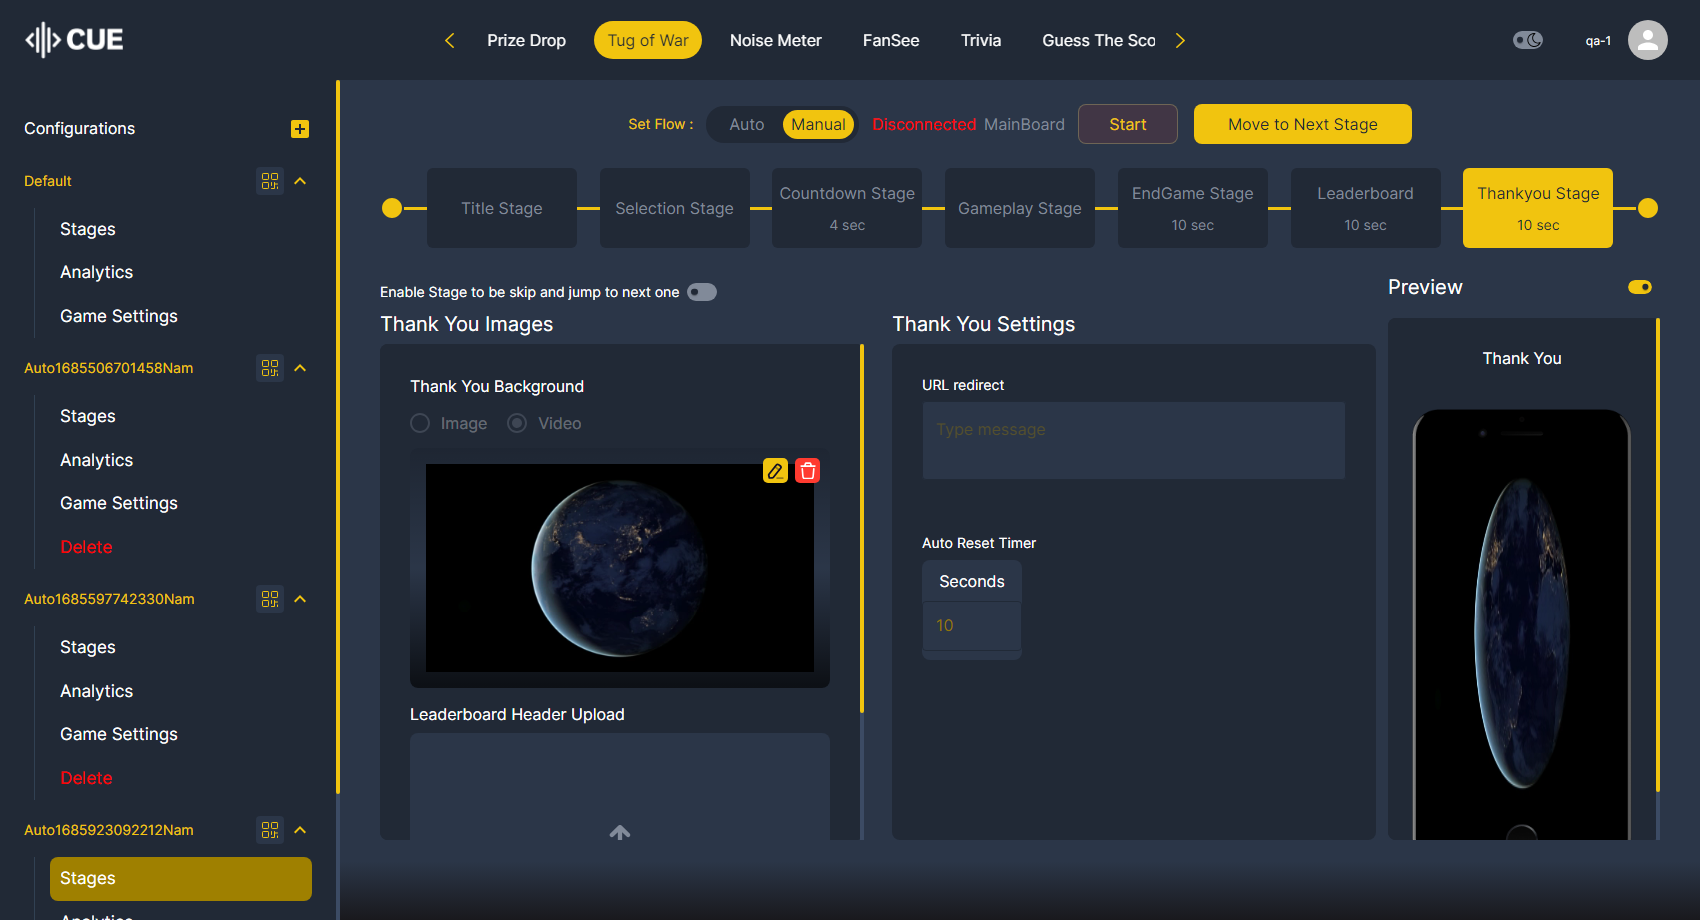 CUE
Prize Drop
Tug of War
Noise Meter
FanSee
Trivia
Guess The Sco
qa-1
Configurations
Default
Stages
Analytics
Game Settings
Auto1685506701458Nam
Stages
Analytics
Game Settings
Delete
Auto1685597742330Nam
Stages
Analytics
Game Settings
Delete
Auto1685923092212Nam
Stages
Analytics
Set Flow :
Auto
Manual
Disconnected MainBoard
Start
Move to Next Stage
Title Stage
Selection Stage
Countdown Stage
4 sec
Gameplay Stage
EndGame Stage
10 sec
Leaderboard
10 sec
Thankyou Stage
10 sec
Enable Stage to be skip and jump to next one
Thank You Images
Thank You Background
Image
Video
Leaderboard Header Upload
Thank You Settings
URL redirect
Type message
Auto Reset Timer
Seconds
10
Preview
Thank You